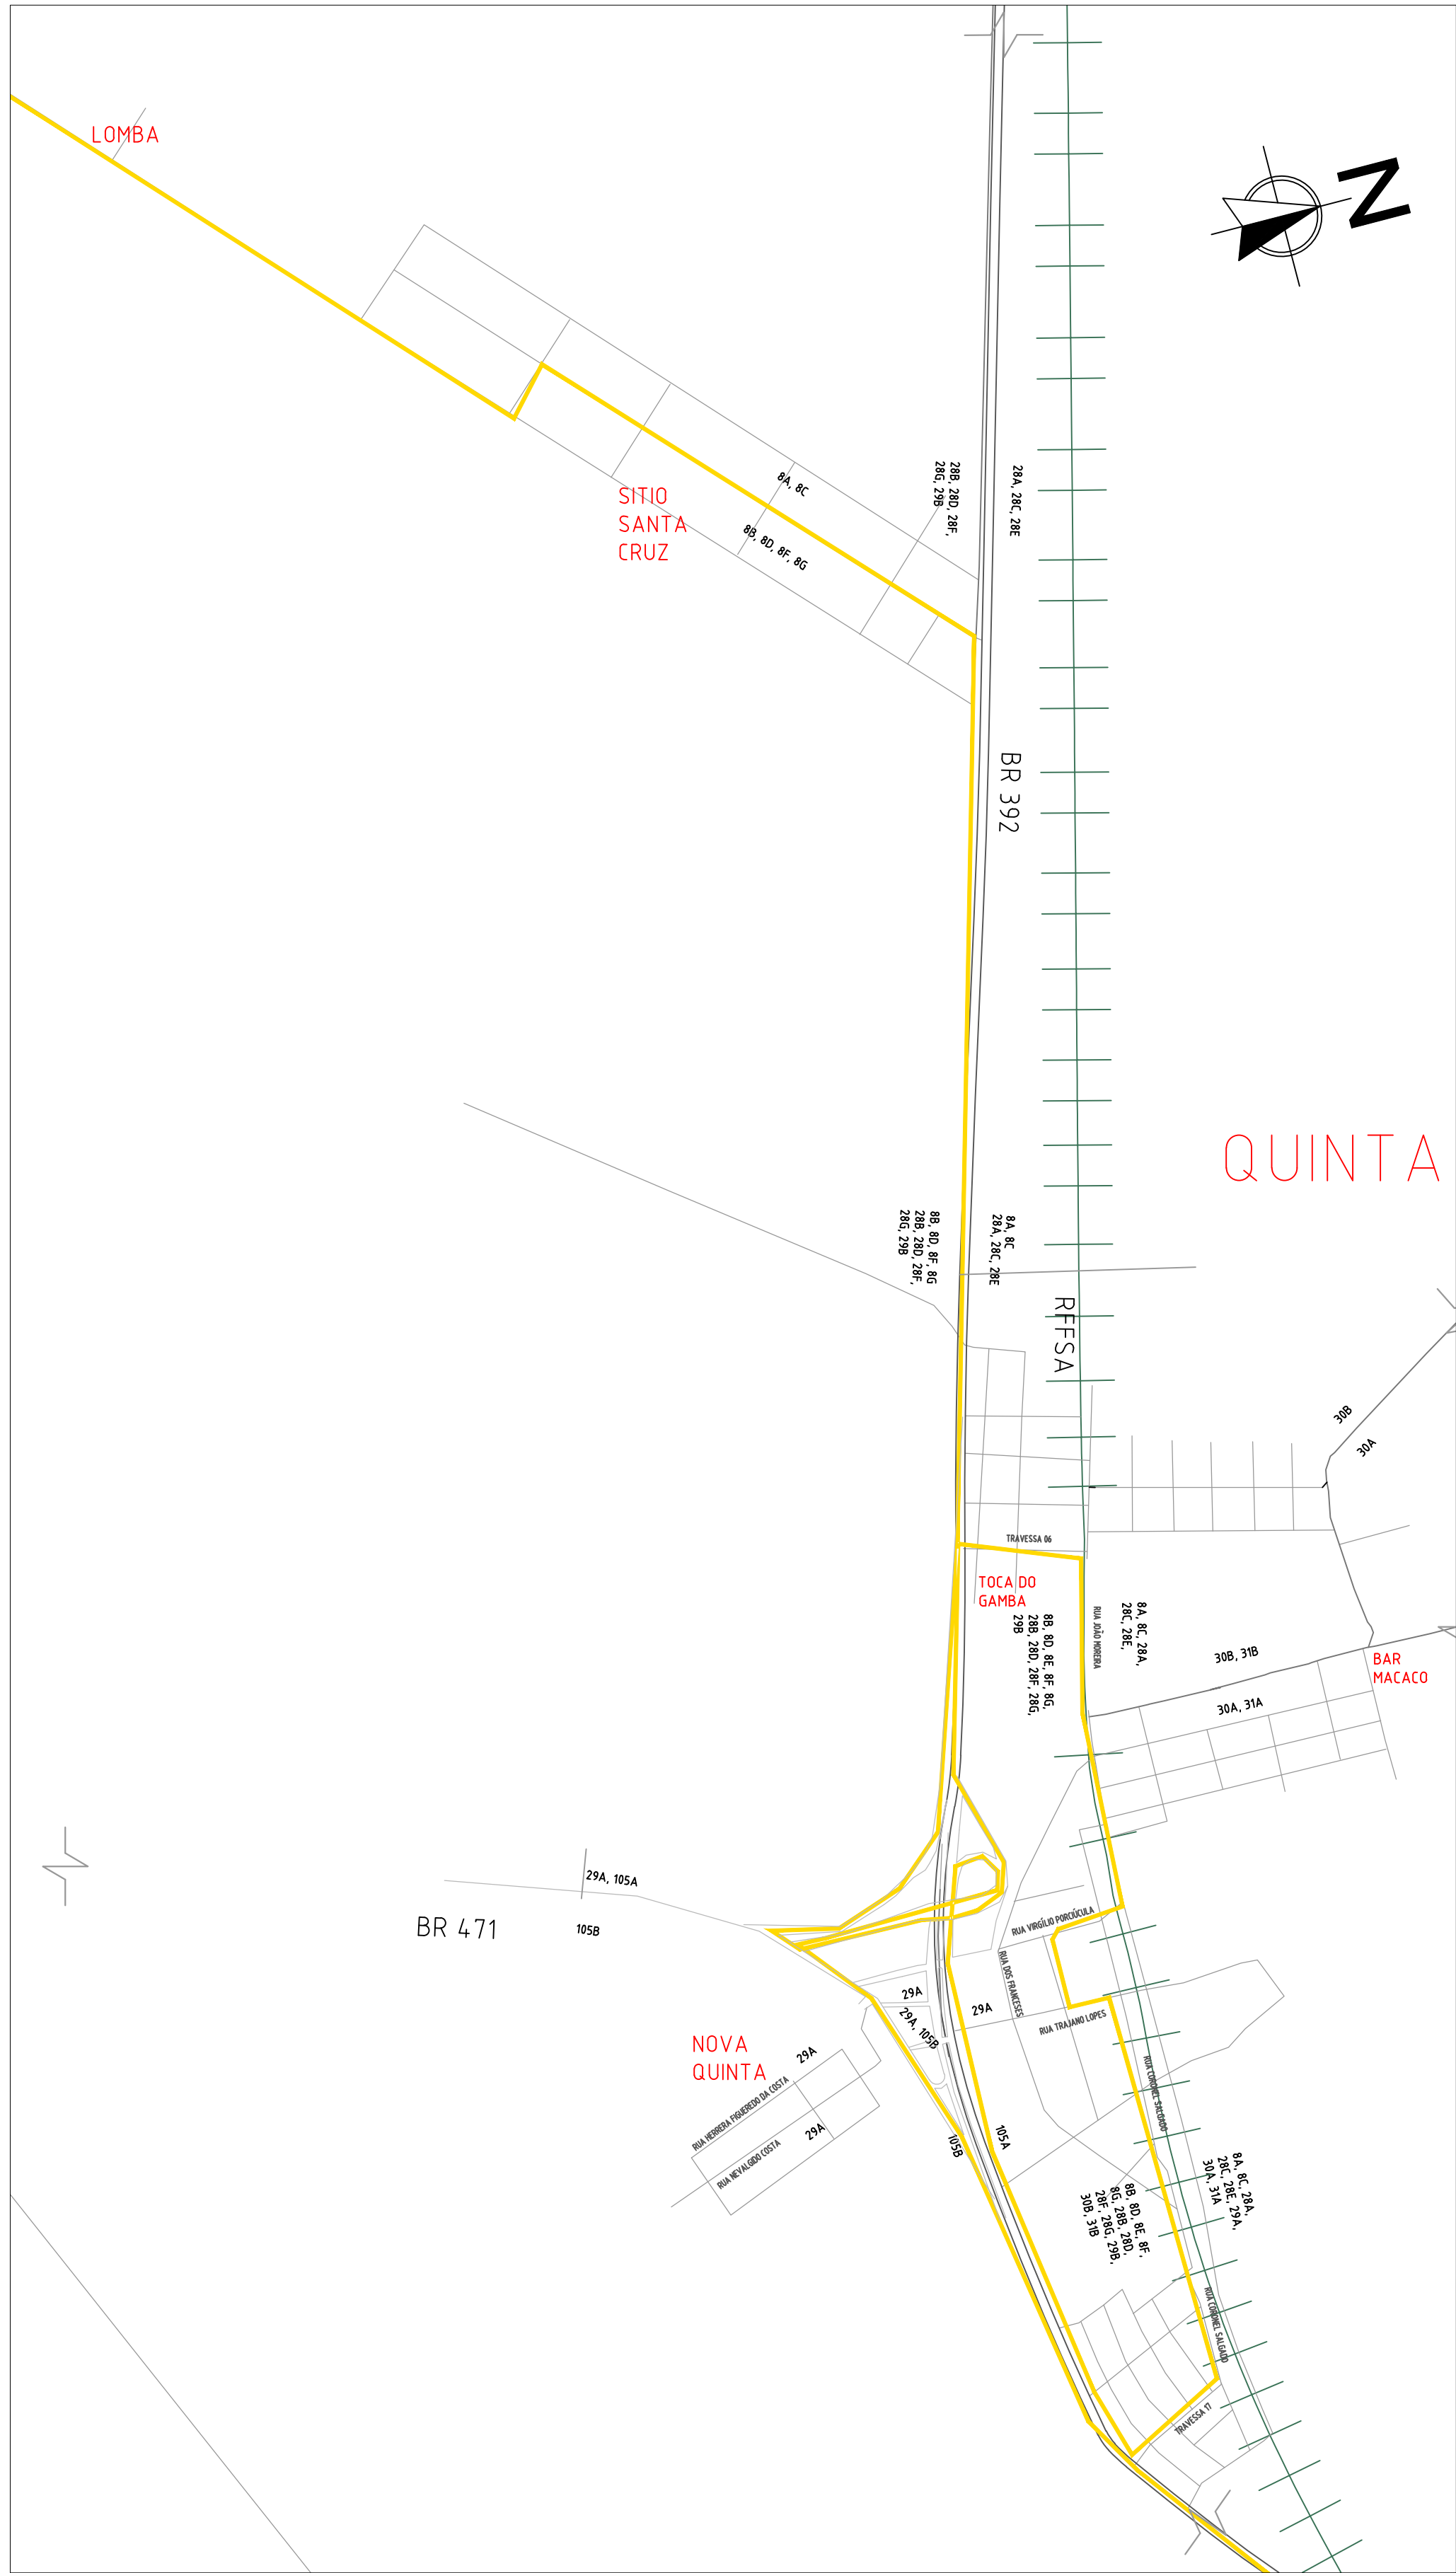 LOMBA
N
8A, 8C
28B, 28D, 28F,
28G, 29B
28A, 28C, 28E
SITIO
SANTA
CRUZ
8B, 8D, 8F, 8G
BR 392
QUINTA
8B, 8D, 8F, 8G
28B, 28D, 28F,
28G, 29B
8A, 8C
28A, 28C, 28E
RFFSA
30B
30A
TRAVESSA 06
TOCA DO
GAMBA
8B, 8D, 8E, 8F, 8G,
28B, 28D, 28F, 28G,
29B
RUA JOÃO MOREIRA
8A, 8C, 28A,
28C, 28E,
30B, 31B
BAR
MACACO
30A, 31A
29A, 105A
BR 471
105B
RUA VIRGÍLIO PORCIÚCULA
RUA DOS FRANCESES
29A
29A
29A, 105B
RUA TRAJANO LOPES
NOVA
QUINTA
29A
RUA HERRERA FIGUEREDO DA COSTA
29A
RUA NEVALGIDO COSTA
105B
105A
RUA CORONEL SALGADO
8A, 8C, 28A,
28C, 28E, 29A,
30A, 31A
8B, 8D, 8E, 8F,
8G, 28B, 28D,
28F, 28G, 29B,
30B, 31B
RUA CORONEL SALGADO
TRAVESSA 17